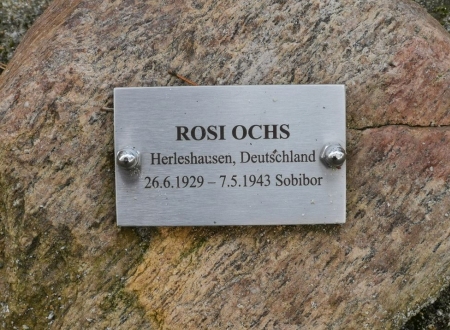 ROSI OCHS
Herleshausen, Deutschland
26.6.1929 – 7.5.1943 Sobibor